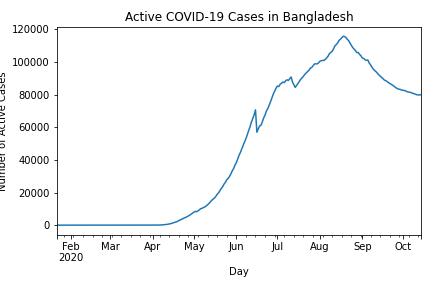 Active COVID-19 Cases in Bangladesh
120000
100000
80000
60000
40000
20000
0
Number of Active Cases
Feb Mar Apr May Jun Jul Aug Sep Oct
2020
Day